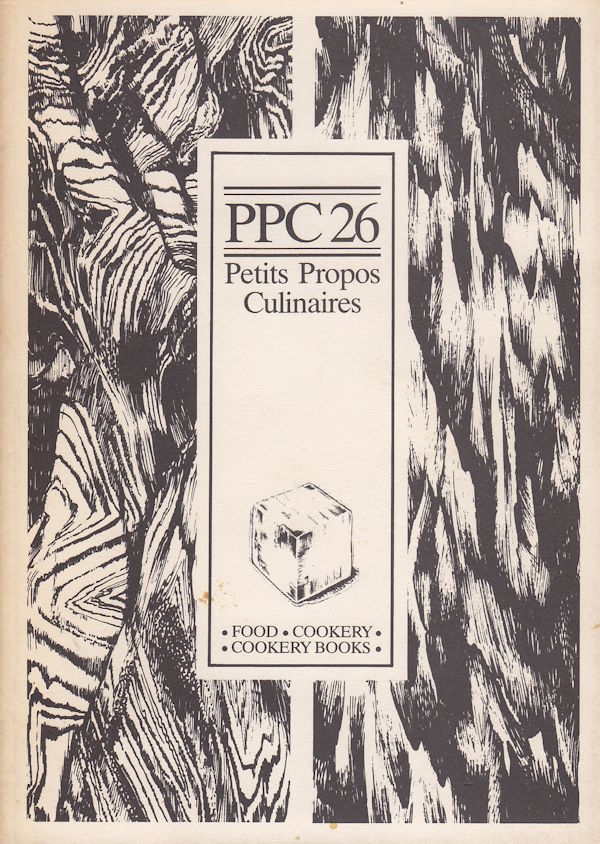 PPC 26
Petits Propos
Culinaires
• FOOD • COOKERY •
• COOKERY BOOKS •